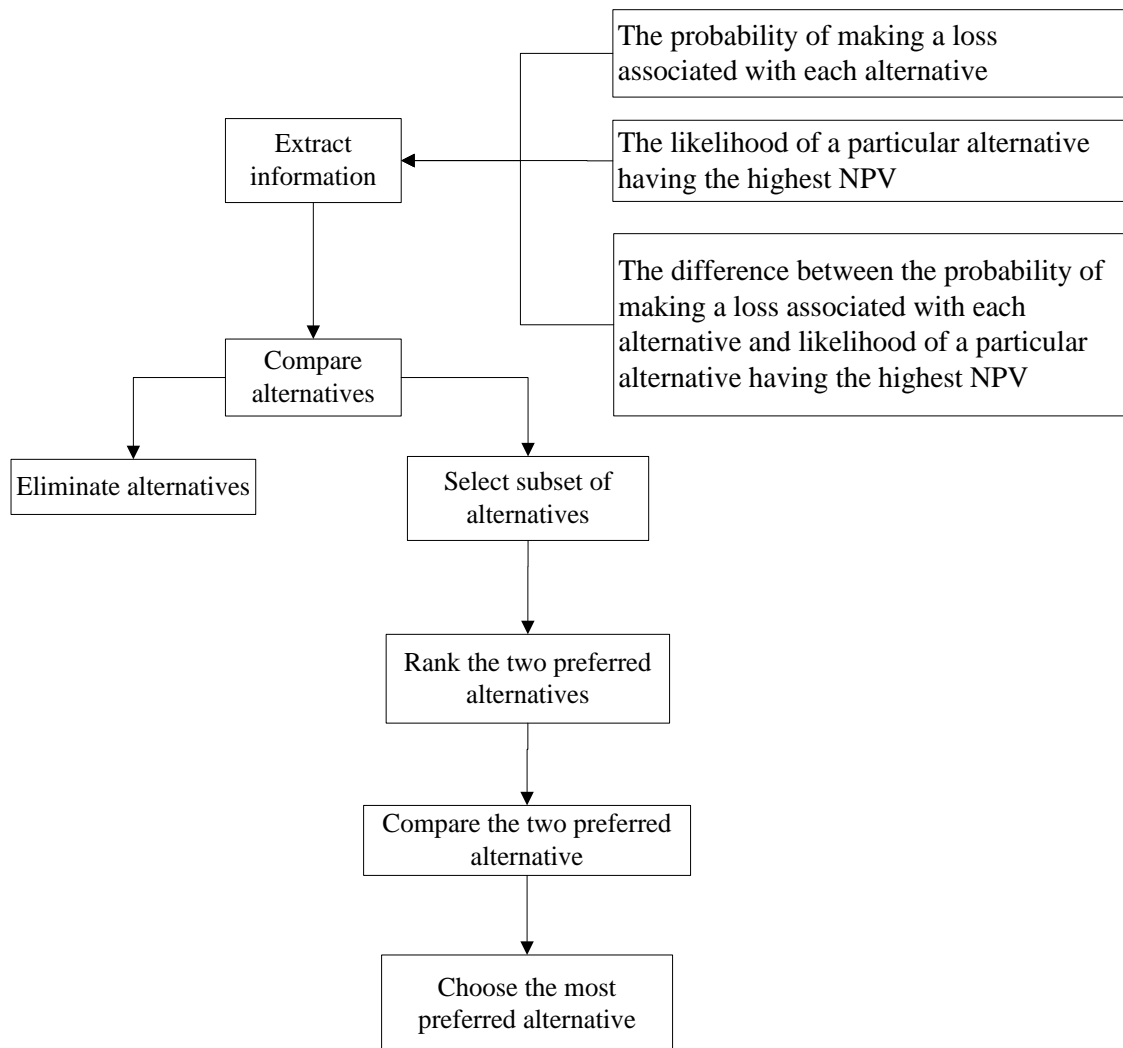 The probability of making a loss
associated with each alternative
Extract
information
The likelihood of a particular alternative
having the highest NPV
The difference between the probability of
making a loss associated with each
alternative and likelihood of a particular
alternative having the highest NPV
Compare
alternatives
Eliminate alternatives
Select subset of
alternatives
Rank the two preferred
alternatives
Compare the two preferred
alternative
Choose the most
preferred alternative